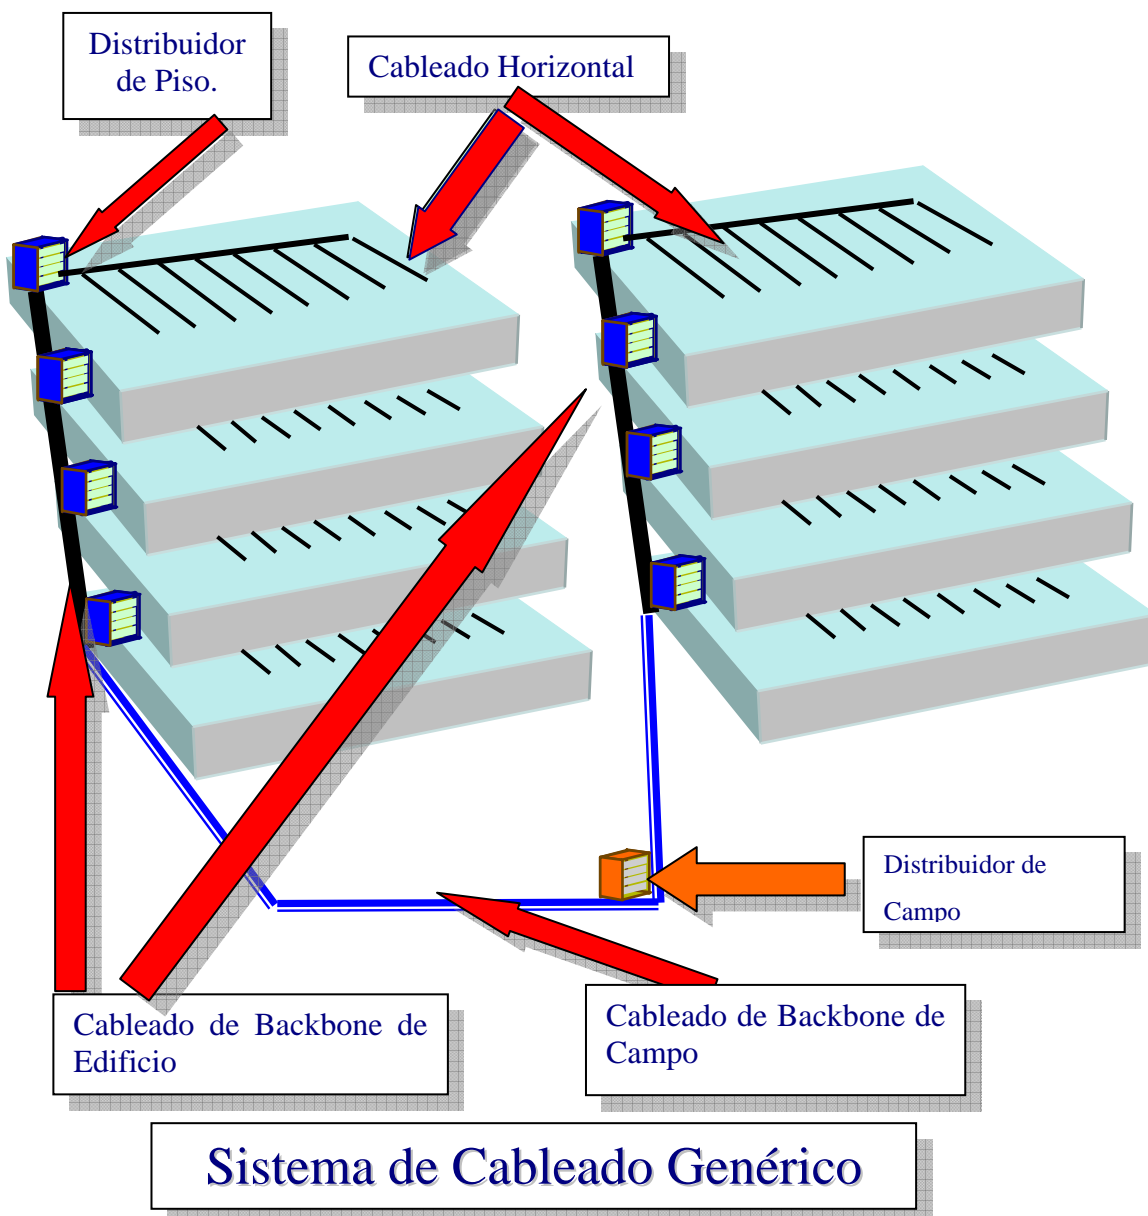 Distribuidor
de Piso.
Cableado Horizontal
Distribuidor de
Campo
Cableado de Backbone de
Edificio
Cableado de Backbone de
Campo
Sistema de Cableado Genérico